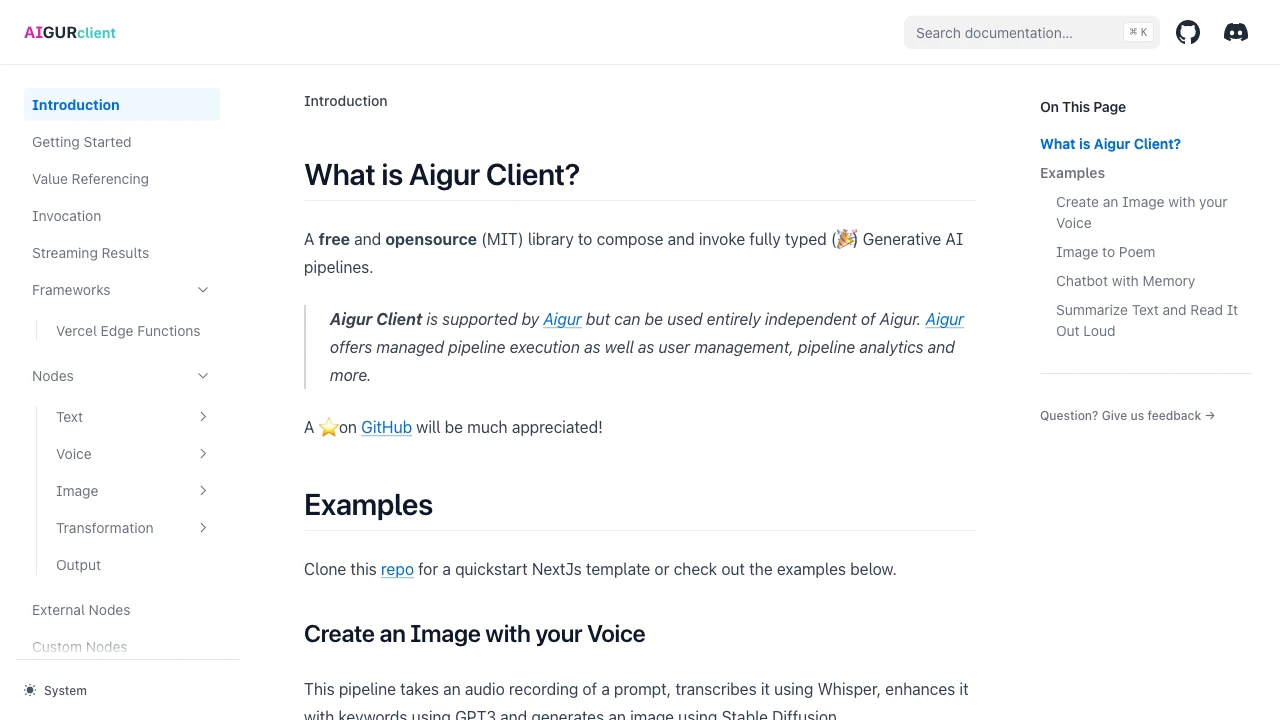 AIGURclient
Search documentation…
⌘ K
Introduction
Getting Started
Value Referencing
Invocation
Streaming Results
Frameworks
Vercel Edge Functions
Nodes
Text
Voice
Image
Transformation
Output
External Nodes
Custom Nodes
System
Introduction
What is Aigur Client?
A free and opensource (MIT) library to compose and invoke fully typed (🎉) Generative AI
pipelines.
Aigur Client is supported by Aigur but can be used entirely independent of Aigur. Aigur
offers managed pipeline execution as well as user management, pipeline analytics and
more.
A ⭐on GitHub will be much appreciated!
Examples
Clone this repo for a quickstart NextJs template or check out the examples below.
Create an Image with your Voice
This pipeline takes an audio recording of a prompt, transcribes it using Whisper, enhances it
with keywords using GPT3 and generates an image using Stable Diffusion.
On This Page
What is Aigur Client?
Examples
Create an Image with your
Voice
Image to Poem
Chatbot with Memory
Summarize Text and Read It
Out Loud
Question? Give us feedback →